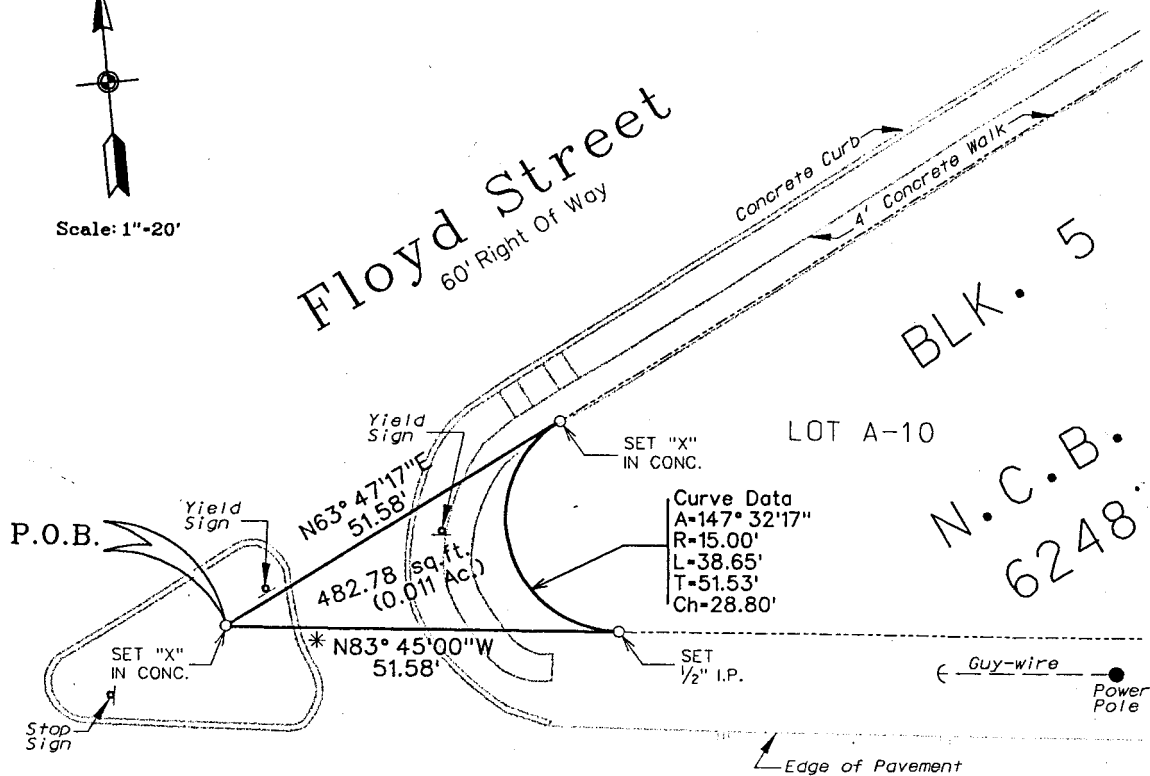 Scale: 1"=20'
Floyd Street
60' Right Of Way
Concrete Curb
4' Concrete Walk
BLK. 5
LOT A-10
N.C.B.
6248
Yield
Sign
SET "X"
IN CONC.
N63° 47'17"E
51.58'
Curve Data
Δ=147° 32'17"
R=15.00'
L=38.65'
T=51.53'
Ch=28.80'
P.O.B.
Yield
Sign
482.78 sq.ft.
(0.011 Ac.)
* N83° 45'00"W
51.58'
SET "X"
IN CONC.
SET
1/2" I.P.
Guy-wire
Power
Pole
Stop
Sign
Edge of Pavement